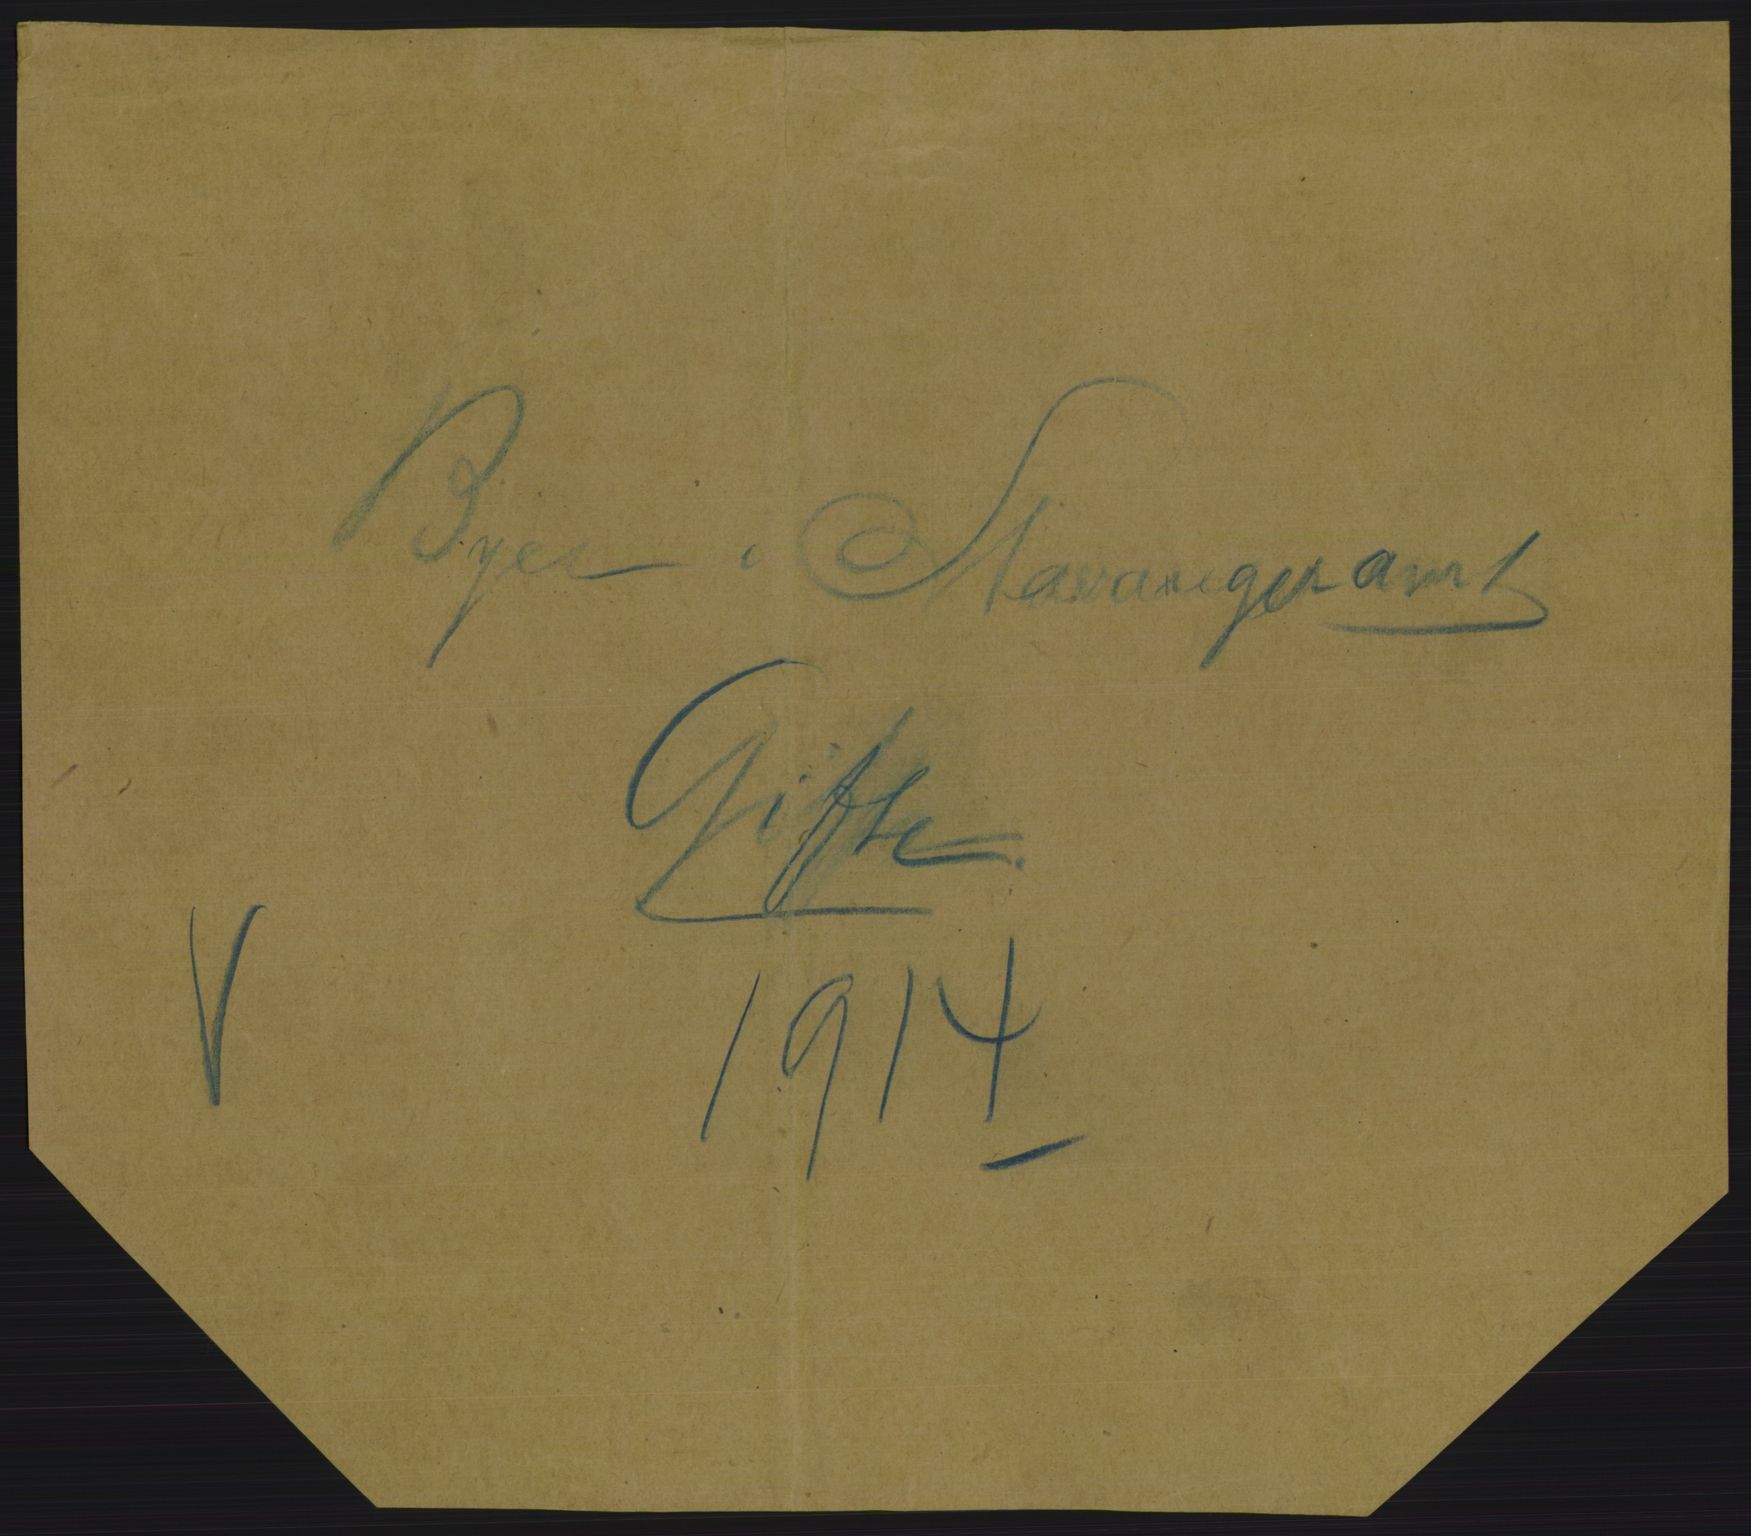 Byer i Stavanger amt
Gifte.
1914
V